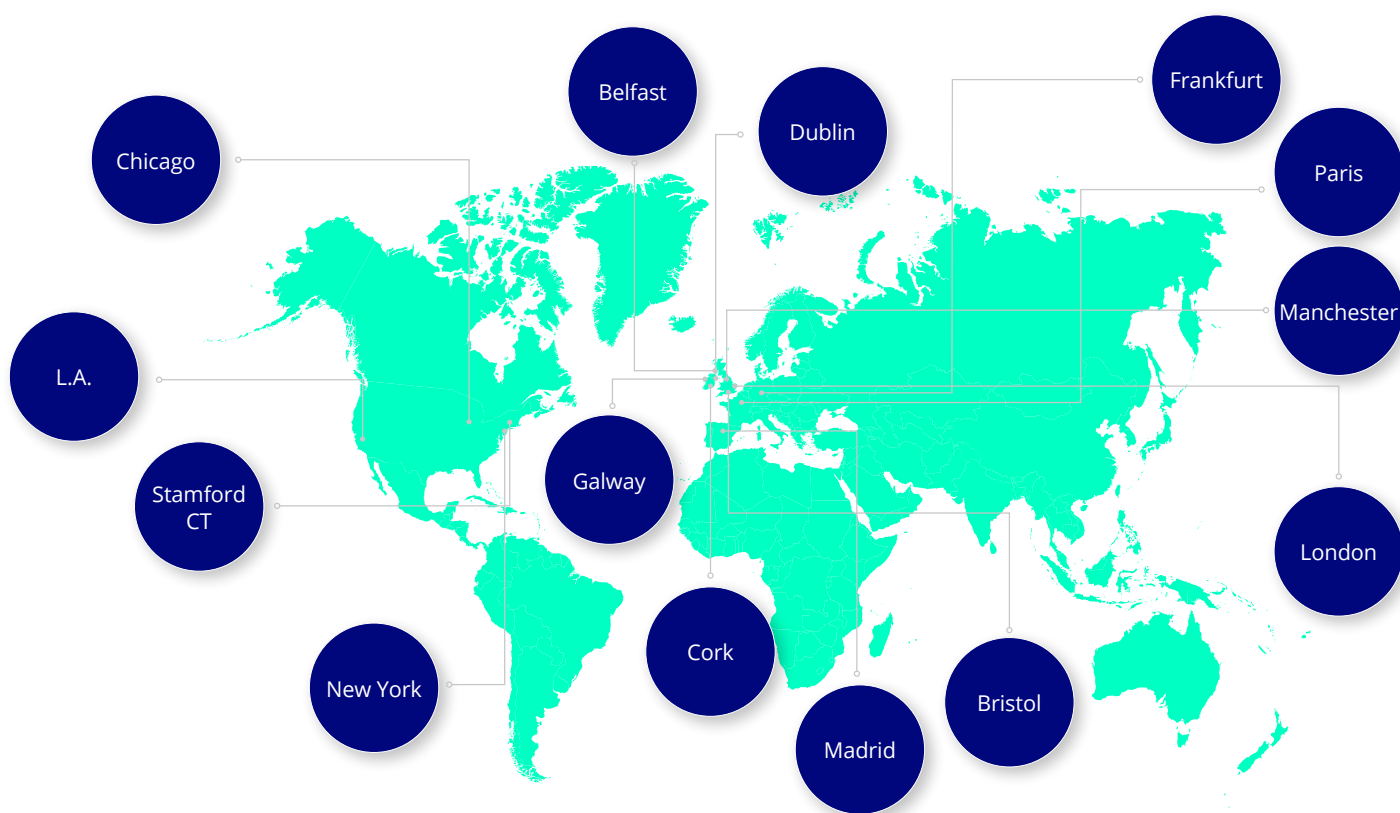 Belfast
Frankfurt
Dublin
Chicago
Paris
Manchester
L.A.
Galway
Stamford
CT
London
Cork
New York
Bristol
Madrid